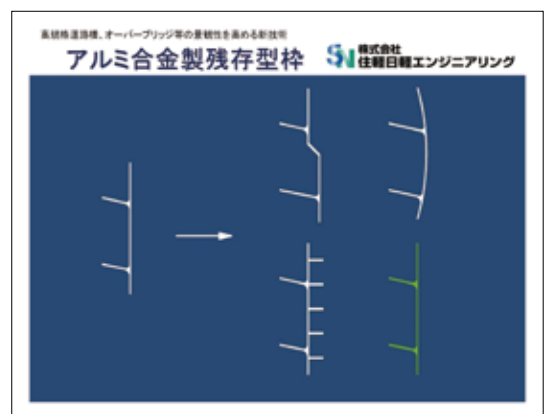 高規格道路橋、オーバーブリッジ等の景観性を高める新技術
アルミ合金製残存型枠
SN 株式会社
住軽日軽エンジニアリング